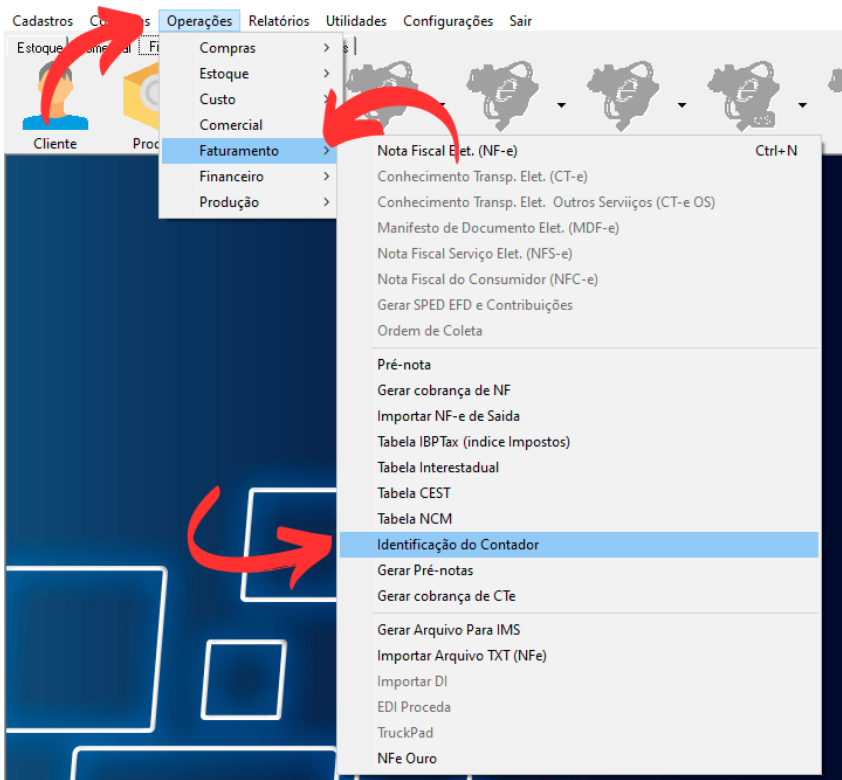 Cadastros Operações Relatórios Utilidades Configurações Sair
Estoque
Cliente
Compras
Estoque
Custo
Comercial
Faturamento
Financeiro
Produção
Nota Fiscal Elet. (NF-e) Ctrl+N
Conhecimento Transp. Elet. (CT-e)
Conhecimento Transp. Elet. Outros Serviiços (CT-e OS)
Manifesto de Documento Elet. (MDF-e)
Nota Fiscal Serviço Elet. (NFS-e)
Nota Fiscal do Consumidor (NFC-e)
Gerar SPED EFD e Contribuições
Ordem de Coleta
Pré-nota
Gerar cobrança de NF
Importar NF-e de Saida
Tabela IBPTax (indice Impostos)
Tabela Interestadual
Tabela CEST
Tabela NCM
Identificação do Contador
Gerar Pré-notas
Gerar cobrança de CTe
Gerar Arquivo Para IMS
Importar Arquivo TXT (NFe)
Importar DI
EDI Proceda
TruckPad
NFe Ouro